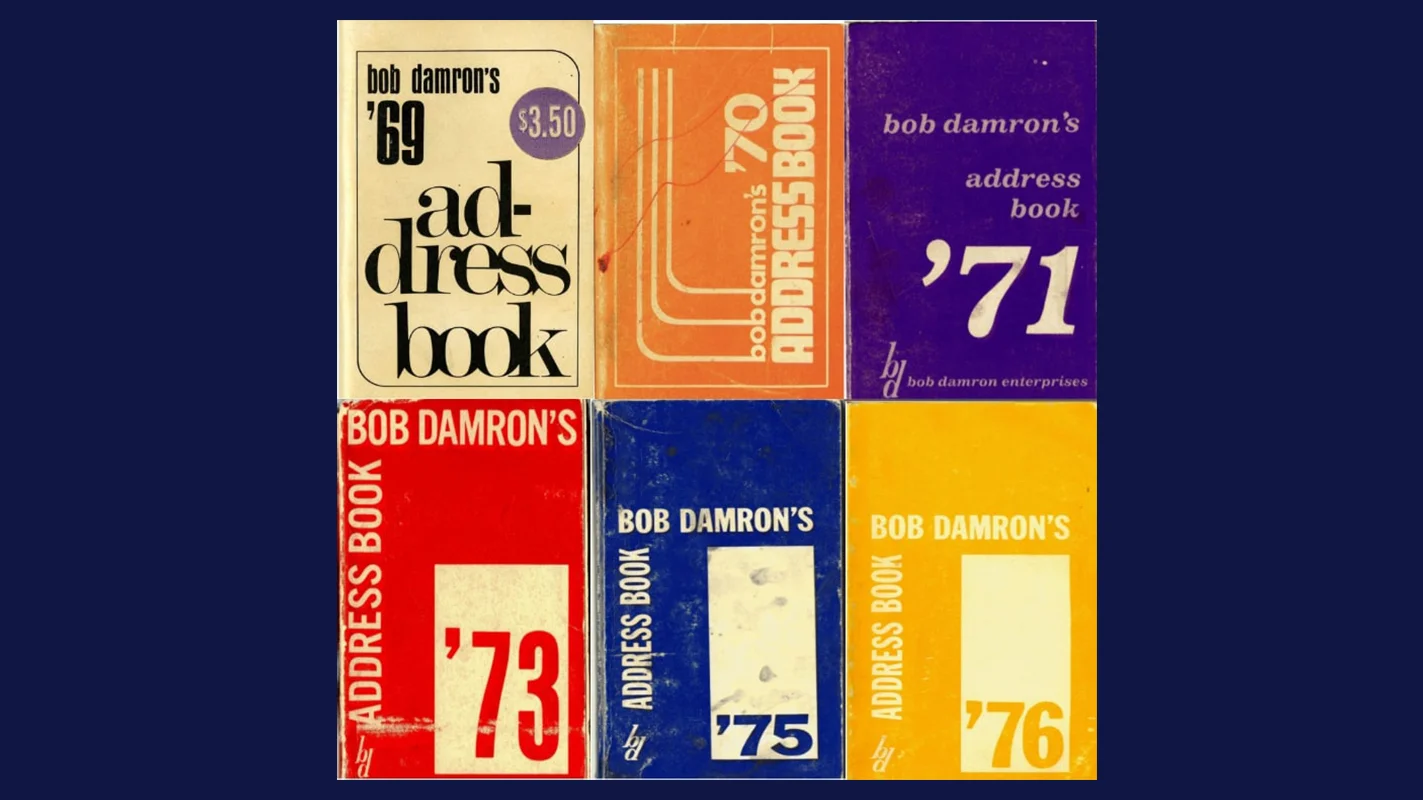 bob damron's
'69
$3.50
ad-
dress
book
bob damron's '70
ADDRESS BOOK
bob damron's
address
book
'71
bd bob damron enterprises
BOB DAMRON'S
ADDRESS BOOK
'73
bd
BOB DAMRON'S
ADDRESS BOOK
'75
bd
BOB DAMRON'S
ADDRESS BOOK
'76
bd